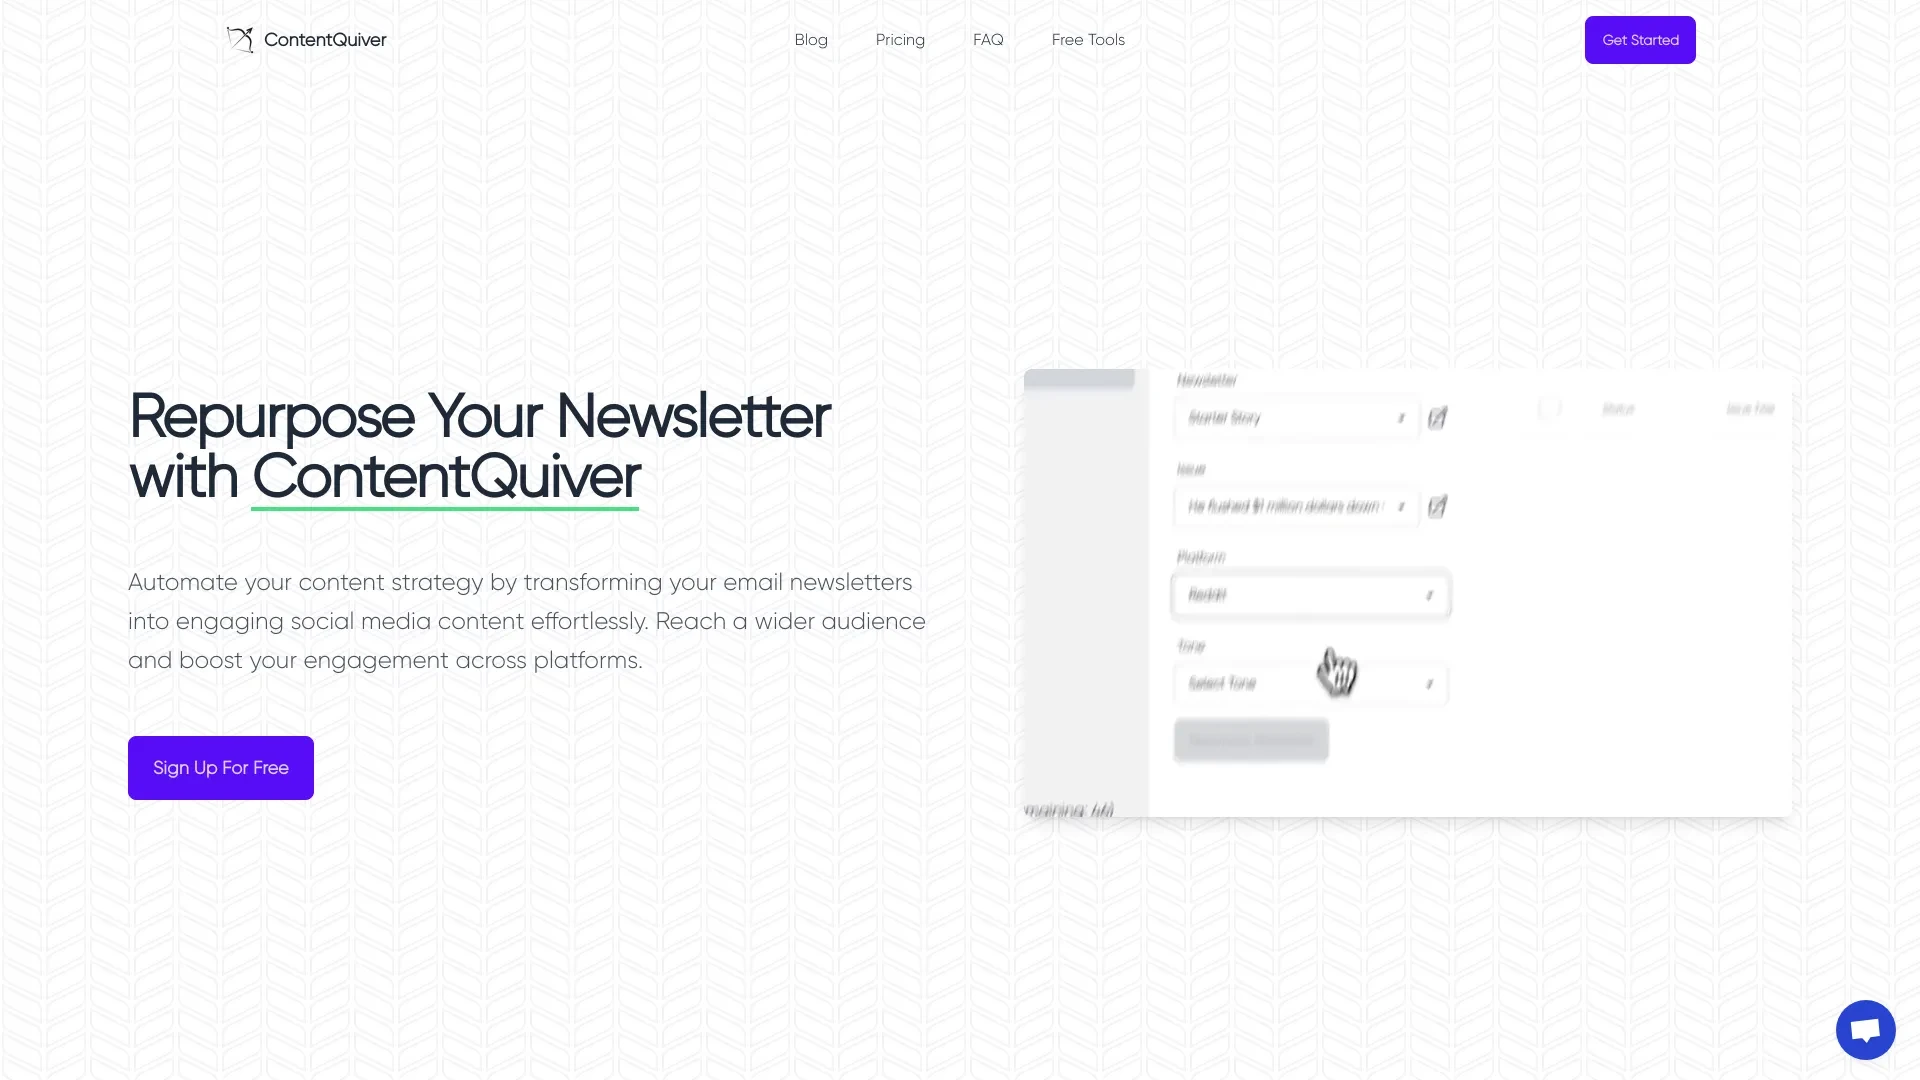 ContentQuiver
Blog
Pricing
FAQ
Free Tools
Get Started
Repurpose Your Newsletter
with ContentQuiver
Automate your content strategy by transforming your email newsletters
into engaging social media content effortlessly. Reach a wider audience
and boost your engagement across platforms.
Sign Up For Free
Newsletter
Starter Story
Status
Issue
He flushed $1 million dollars down
Platform
Reddit
Tone
Select Tone